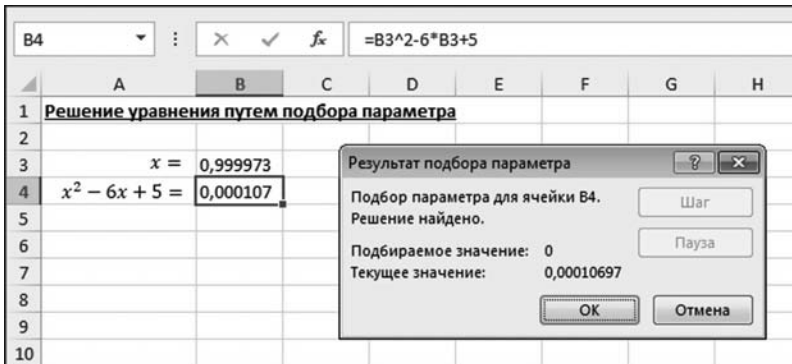 B4 fx =B3^2-6*B3+5
A B C D E F G H
1 Решение уравнения путем подбора параметра
2
3 x = 0,999973
4 x² − 6x + 5 = 0,000107
5
6
7
8
9
10
Результат подбора параметра
Подбор параметра для ячейки B4.
Решение найдено.
Подбираемое значение: 0
Текущее значение: 0,00010697
Шаг
Пауза
ОК
Отмена